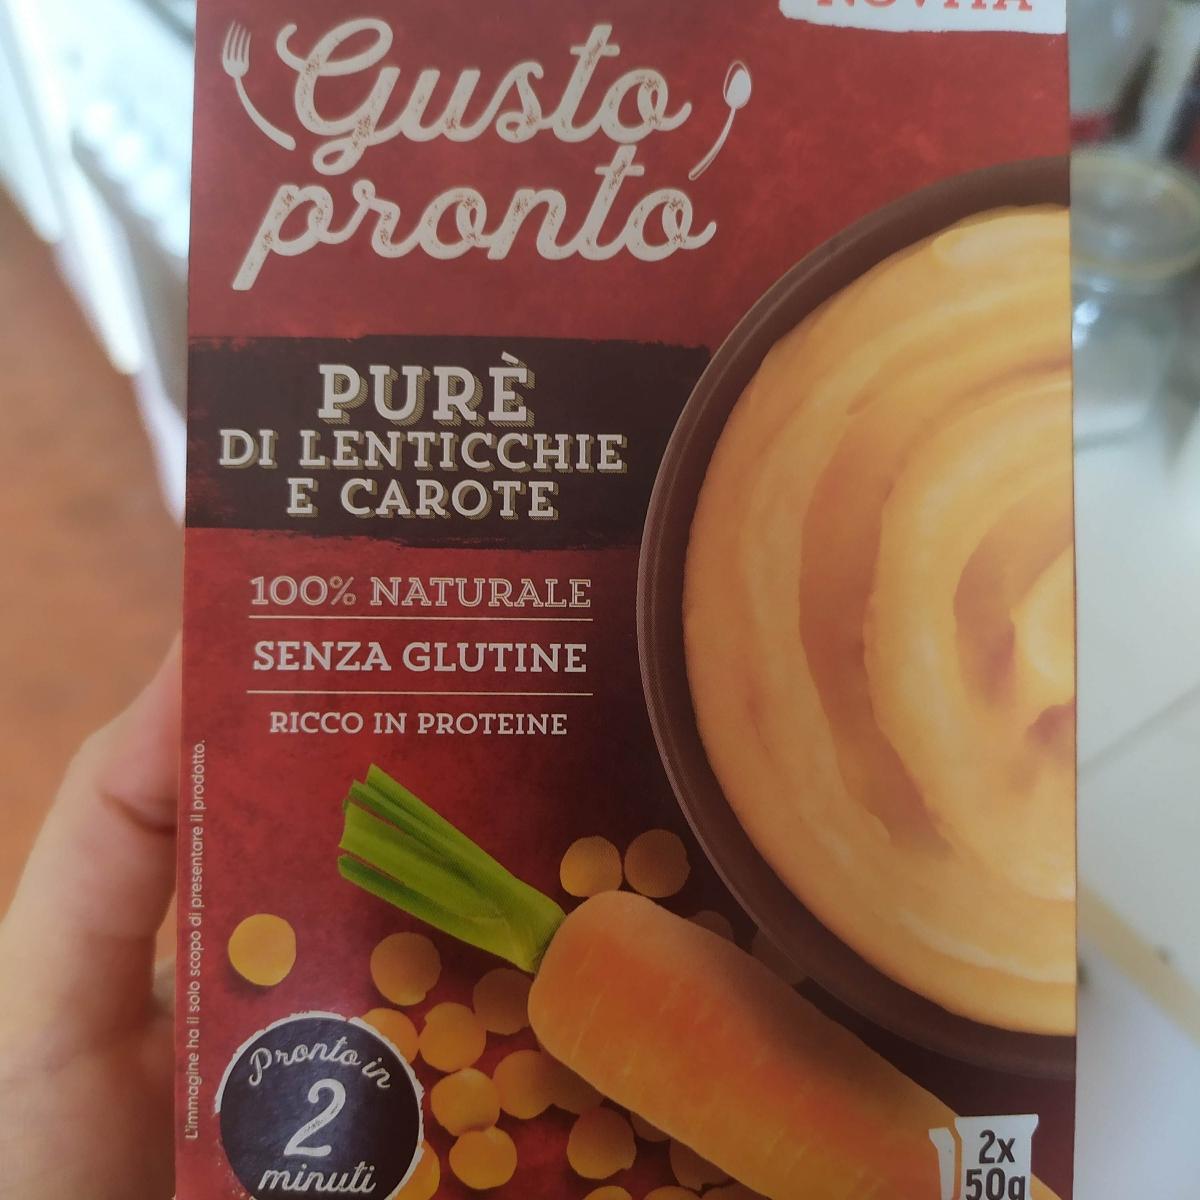 NOVITÀ
Gusto
pronto
PURÈ
DI LENTICCHIE
E CAROTE
100% NATURALE
SENZA GLUTINE
RICCO IN PROTEINE
L'immagine ha il solo scopo di presentare il prodotto.
Pronto in
2
minuti
2x
50g